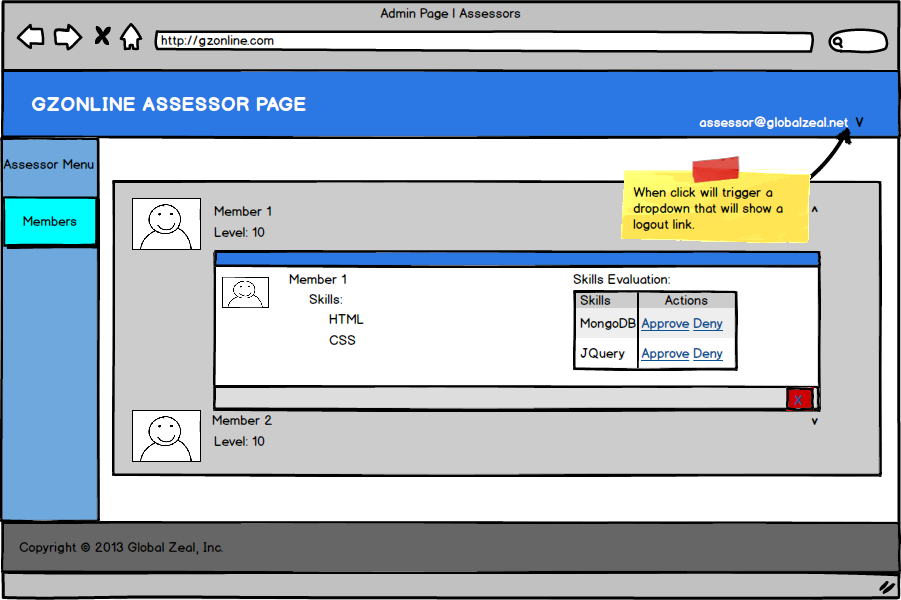 Admin Page | Assessors
http://gzonline.com
GZONLINE ASSESSOR PAGE
assessor@globalzeal.net v
Assessor Menu
Members
When click will trigger a
dropdown that will show a
logout link.
Member 1 ^
Level: 10
Member 1
Skills:
HTML
CSS
Skills Evaluation:
Skills Actions
MongoDB Approve Deny
JQuery Approve Deny
X
Member 2 v
Level: 10
Copyright © 2013 Global Zeal, Inc.